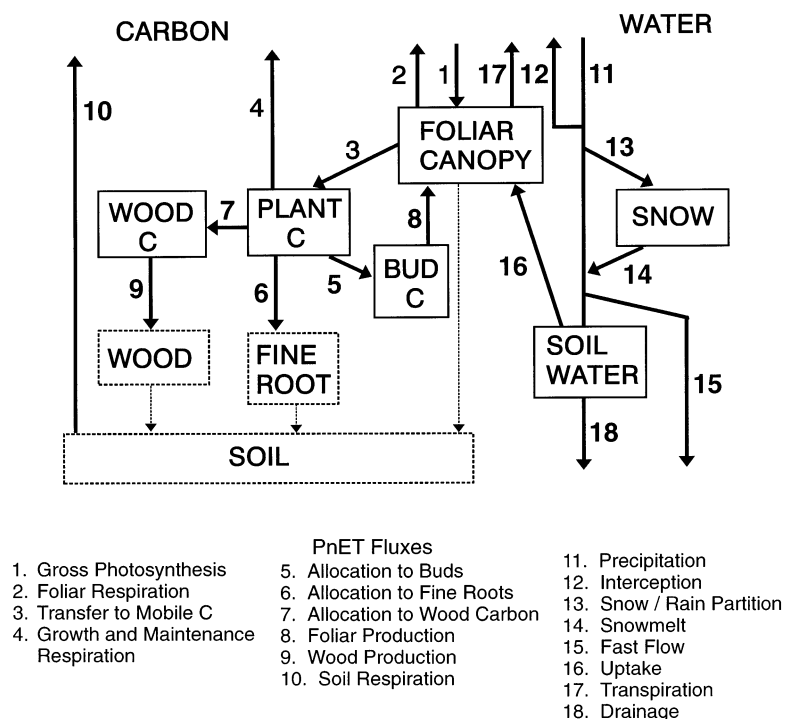 CARBON
WATER
10
4
2
1
17
12
11
FOLIAR
CANOPY
3
13
WOOD
C
7
PLANT
C
8
SNOW
BUD
C
16
14
9
6
5
WOOD
FINE
ROOT
SOIL
WATER
15
18
SOIL
PnET Fluxes
1. Gross Photosynthesis
2. Foliar Respiration
3. Transfer to Mobile C
4. Growth and Maintenance
Respiration
5. Allocation to Buds
6. Allocation to Fine Roots
7. Allocation to Wood Carbon
8. Foliar Production
9. Wood Production
10. Soil Respiration
11. Precipitation
12. Interception
13. Snow / Rain Partition
14. Snowmelt
15. Fast Flow
16. Uptake
17. Transpiration
18. Drainage